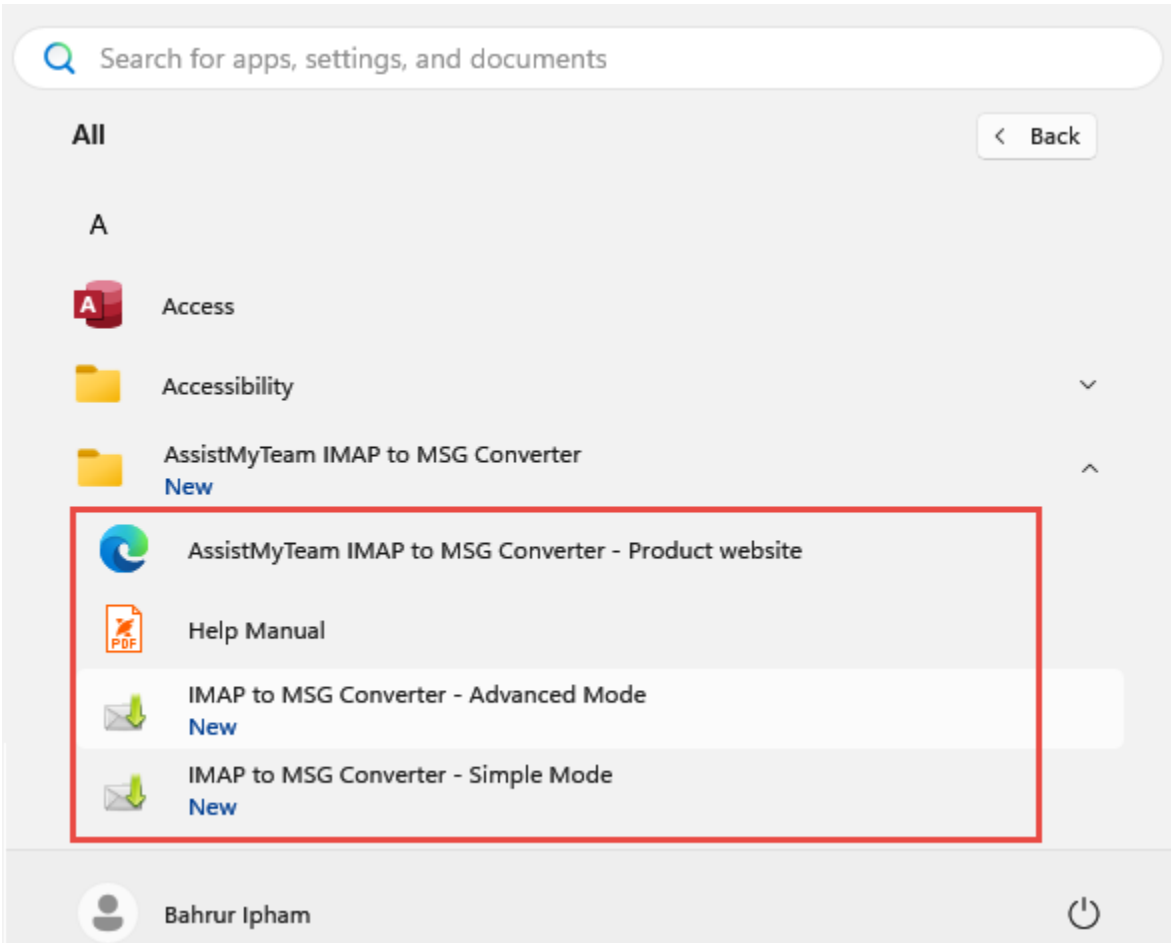 Search for apps, settings, and documents
All
Back
A
A
Access
Accessibility
AssistMyTeam IMAP to MSG Converter
New
AssistMyTeam IMAP to MSG Converter - Product website
PDF
Help Manual
IMAP to MSG Converter - Advanced Mode
New
IMAP to MSG Converter - Simple Mode
New
Bahrur Ipham